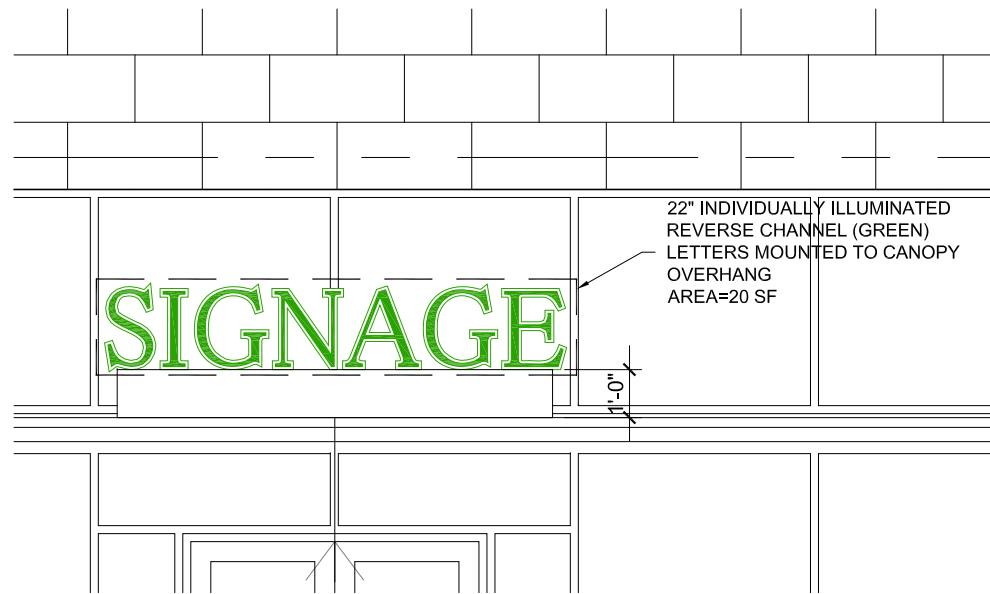 22" INDIVIDUALLY ILLUMINATED
REVERSE CHANNEL (GREEN)
LETTERS MOUNTED TO CANOPY
OVERHANG
AREA=20 SF
SIGNAGE
1'-0"